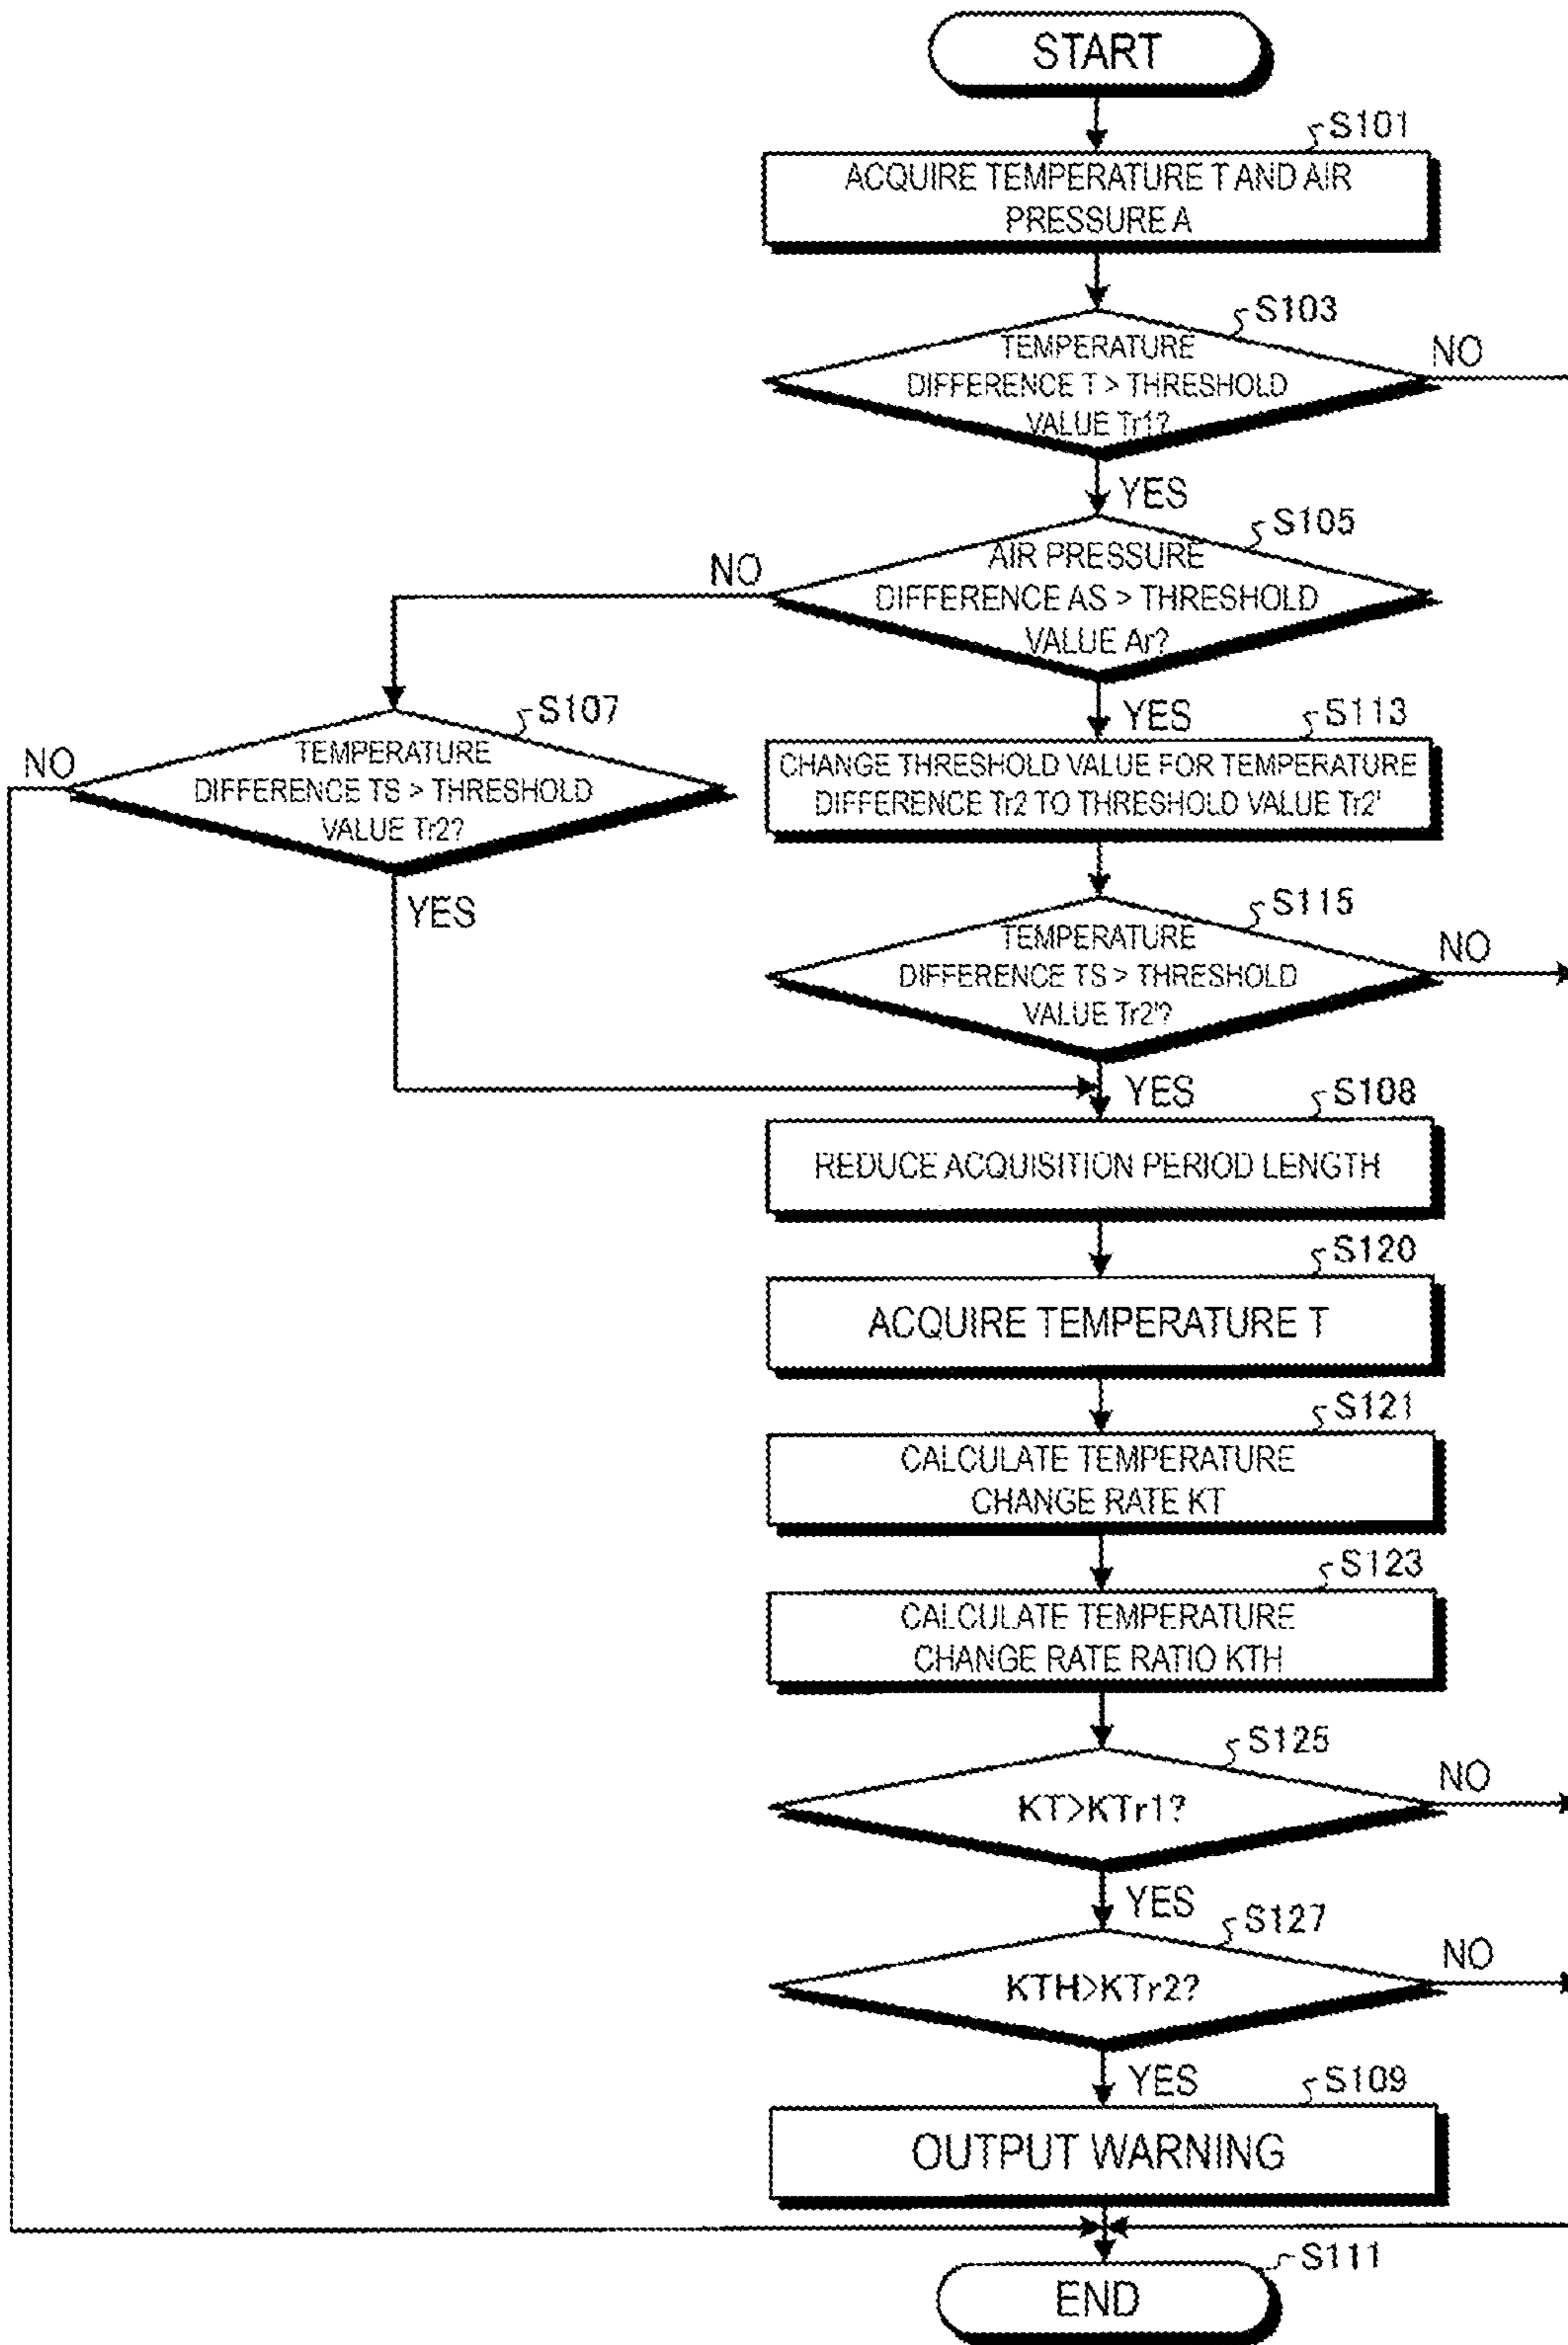 START
S101
ACQUIRE TEMPERATURE T AND AIR
PRESSURE A
S103
TEMPERATURE
DIFFERENCE T > THRESHOLD
VALUE Tr1?
NO
YES
S105
AIR PRESSURE
DIFFERENCE AS > THRESHOLD
VALUE Ar?
NO
YES
S107
TEMPERATURE
DIFFERENCE TS > THRESHOLD
VALUE Tr2?
NO
YES
S113
CHANGE THRESHOLD VALUE FOR TEMPERATURE
DIFFERENCE Tr2 TO THRESHOLD VALUE Tr2'
S115
TEMPERATURE
DIFFERENCE TS > THRESHOLD
VALUE Tr2'?
NO
YES
S108
REDUCE ACQUISITION PERIOD LENGTH
S120
ACQUIRE TEMPERATURE T
S121
CALCULATE TEMPERATURE
CHANGE RATE KT
S123
CALCULATE TEMPERATURE
CHANGE RATE RATIO KTH
S125
KT>KTr1?
NO
YES
S127
KTH>KTr2?
NO
YES
S109
OUTPUT WARNING
S111
END